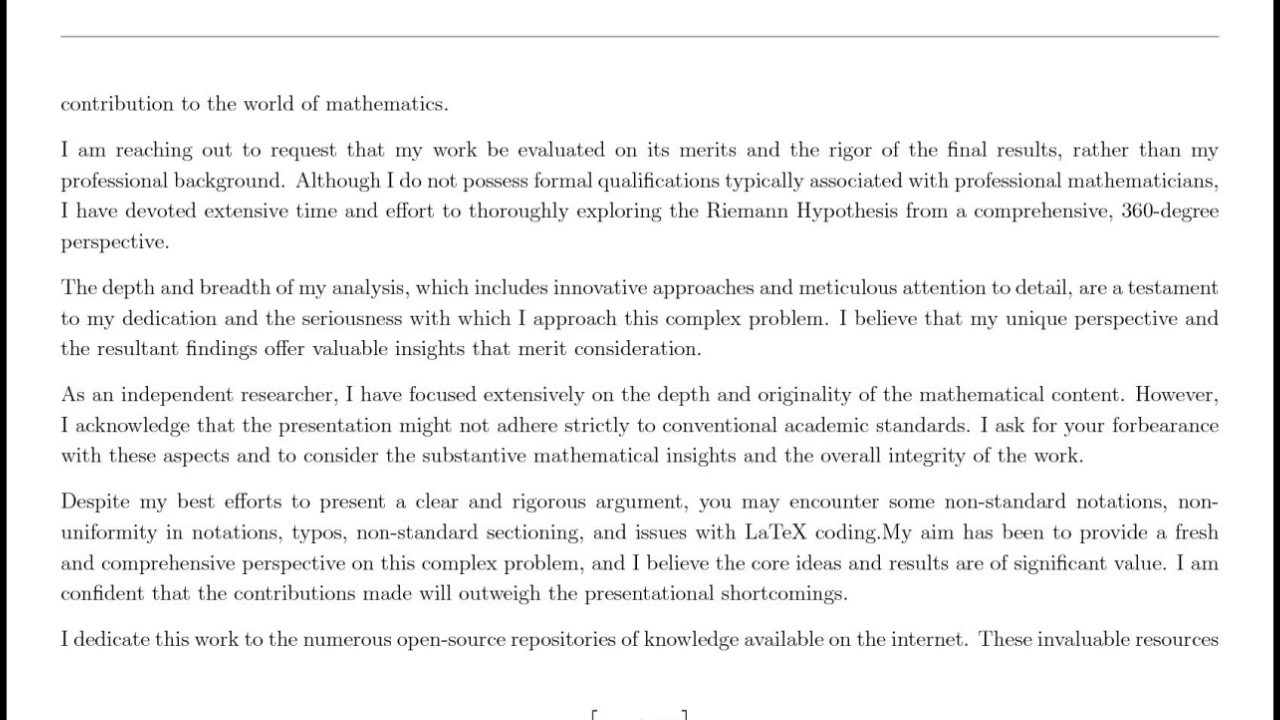 contribution to the world of mathematics.
I am reaching out to request that my work be evaluated on its merits and the rigor of the final results, rather than my
professional background. Although I do not possess formal qualifications typically associated with professional mathematicians,
I have devoted extensive time and effort to thoroughly exploring the Riemann Hypothesis from a comprehensive, 360-degree
perspective.
The depth and breadth of my analysis, which includes innovative approaches and meticulous attention to detail, are a testament
to my dedication and the seriousness with which I approach this complex problem. I believe that my unique perspective and
the resultant findings offer valuable insights that merit consideration.
As an independent researcher, I have focused extensively on the depth and originality of the mathematical content. However,
I acknowledge that the presentation might not adhere strictly to conventional academic standards. I ask for your forbearance
with these aspects and to consider the substantive mathematical insights and the overall integrity of the work.
Despite my best efforts to present a clear and rigorous argument, you may encounter some non-standard notations, non-
uniformity in notations, typos, non-standard sectioning, and issues with LaTeX coding.My aim has been to provide a fresh
and comprehensive perspective on this complex problem, and I believe the core ideas and results are of significant value. I am
confident that the contributions made will outweigh the presentational shortcomings.
I dedicate this work to the numerous open-source repositories of knowledge available on the internet. These invaluable resources